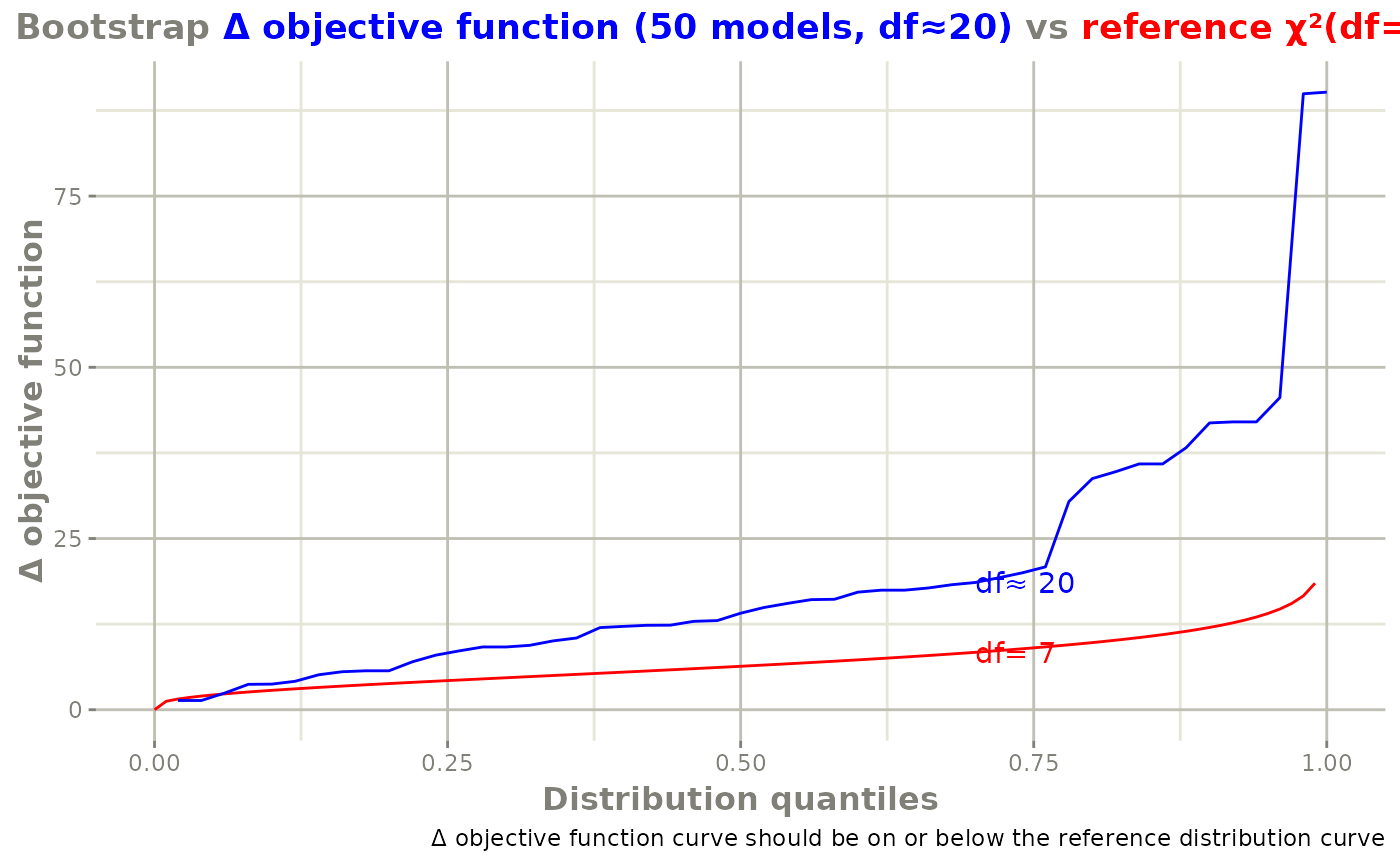 Bootstrap Δ objective function (50 models, df≈20) vs reference χ²(df=
Δ objective function
75
50
25
0
df≈ 20
df= 7
0.00 0.25 0.50 0.75 1.00
Distribution quantiles
Δ objective function curve should be on or below the reference distribution curve